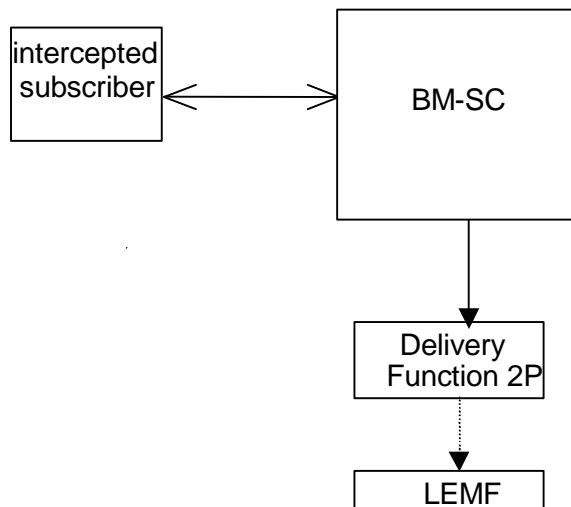 intercepted
subscriber
BM-SC
Delivery
Function 2P
LEMF